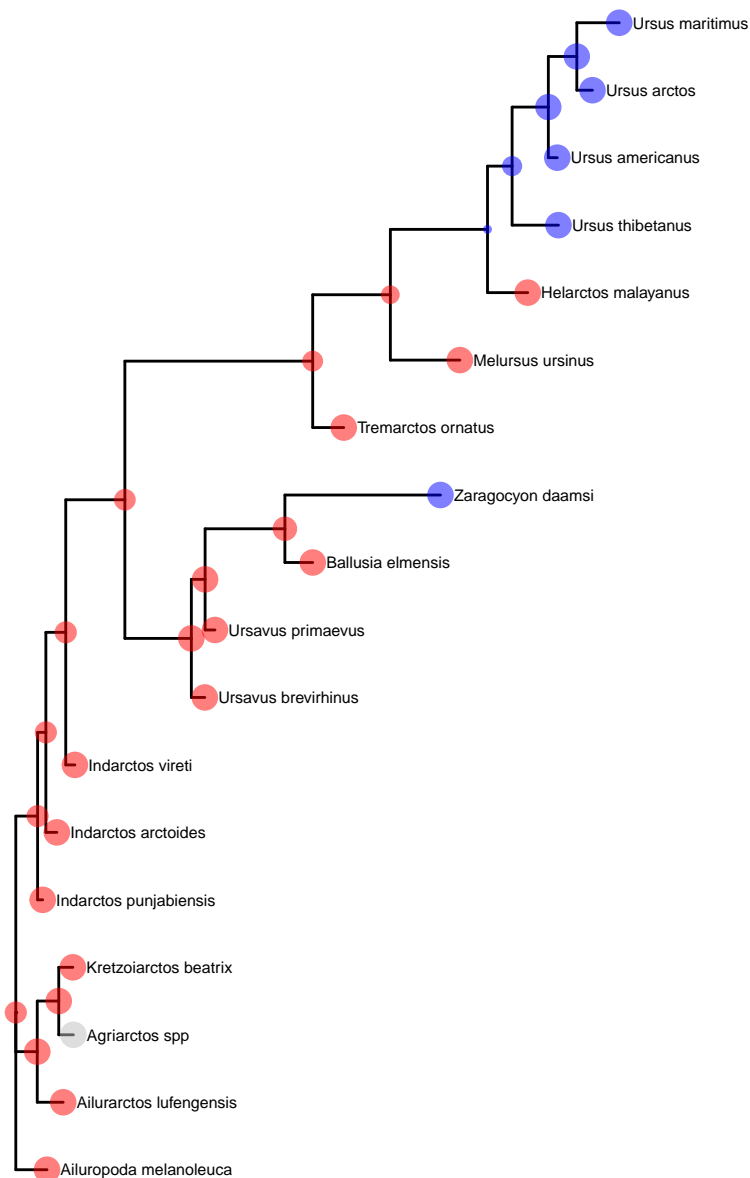 Ursus maritimus
Ursus arctos
Ursus americanus
Ursus thibetanus
Helarctos malayanus
Melursus ursinus
Tremarctos ornatus
Zaragocyon daamsi
Ballusia elmensis
Ursavus primaevus
Ursavus brevirhinus
Indarctos vireti
Indarctos arctoides
Indarctos punjabiensis
Kretzoiarctos beatrix
Agriarctos spp
Ailurarctos lufengensis
Ailuropoda melanoleuca